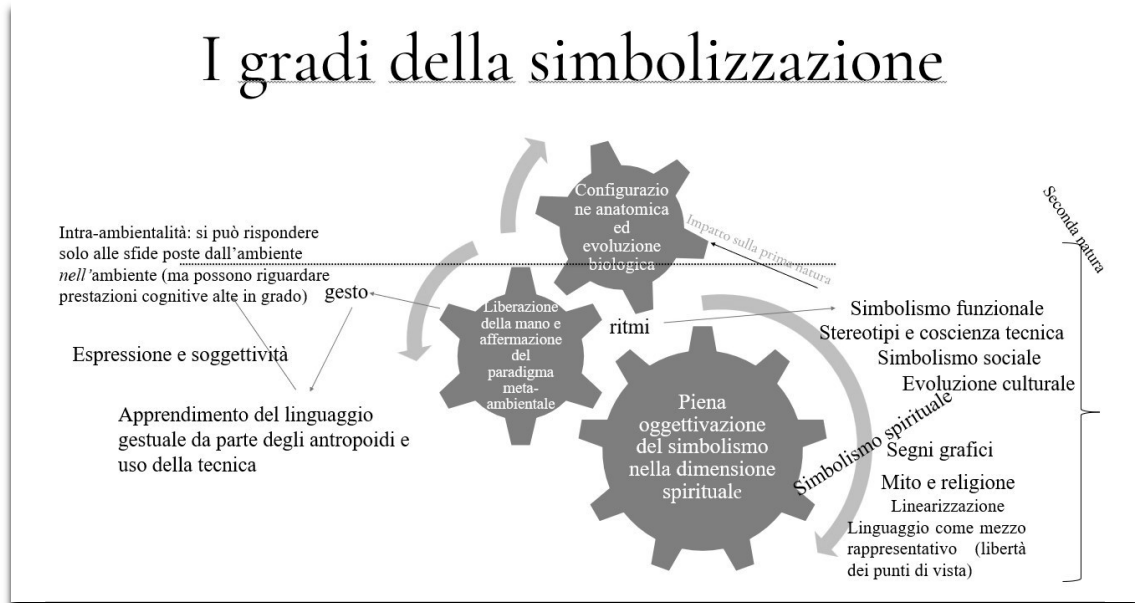 I gradi della simbolizzazione
Configurazio
ne anatomica
ed
evoluzione
biologica
Impatto sulla prima natura
Seconda natura
Intra-ambientalità: si può rispondere
solo alle sfide poste dall’ambiente
nell’ambiente (ma possono riguardare
prestazioni cognitive alte in grado)
gesto
Espressione e soggettività
Apprendimento del linguaggio
gestuale da parte degli antropoidi e
uso della tecnica
Liberazione
della mano e
affermazione
del
paradigma
meta-
ambientale
ritmi
Piena
oggettivazione
del simbolismo
nella dimensione
spirituale
Simbolismo funzionale
Stereotipi e coscienza tecnica
Simbolismo sociale
Evoluzione culturale
Simbolismo spirituale
Segni grafici
Mito e religione
Linearizzazione
Linguaggio come mezzo
rappresentativo (libertà
dei punti di vista)